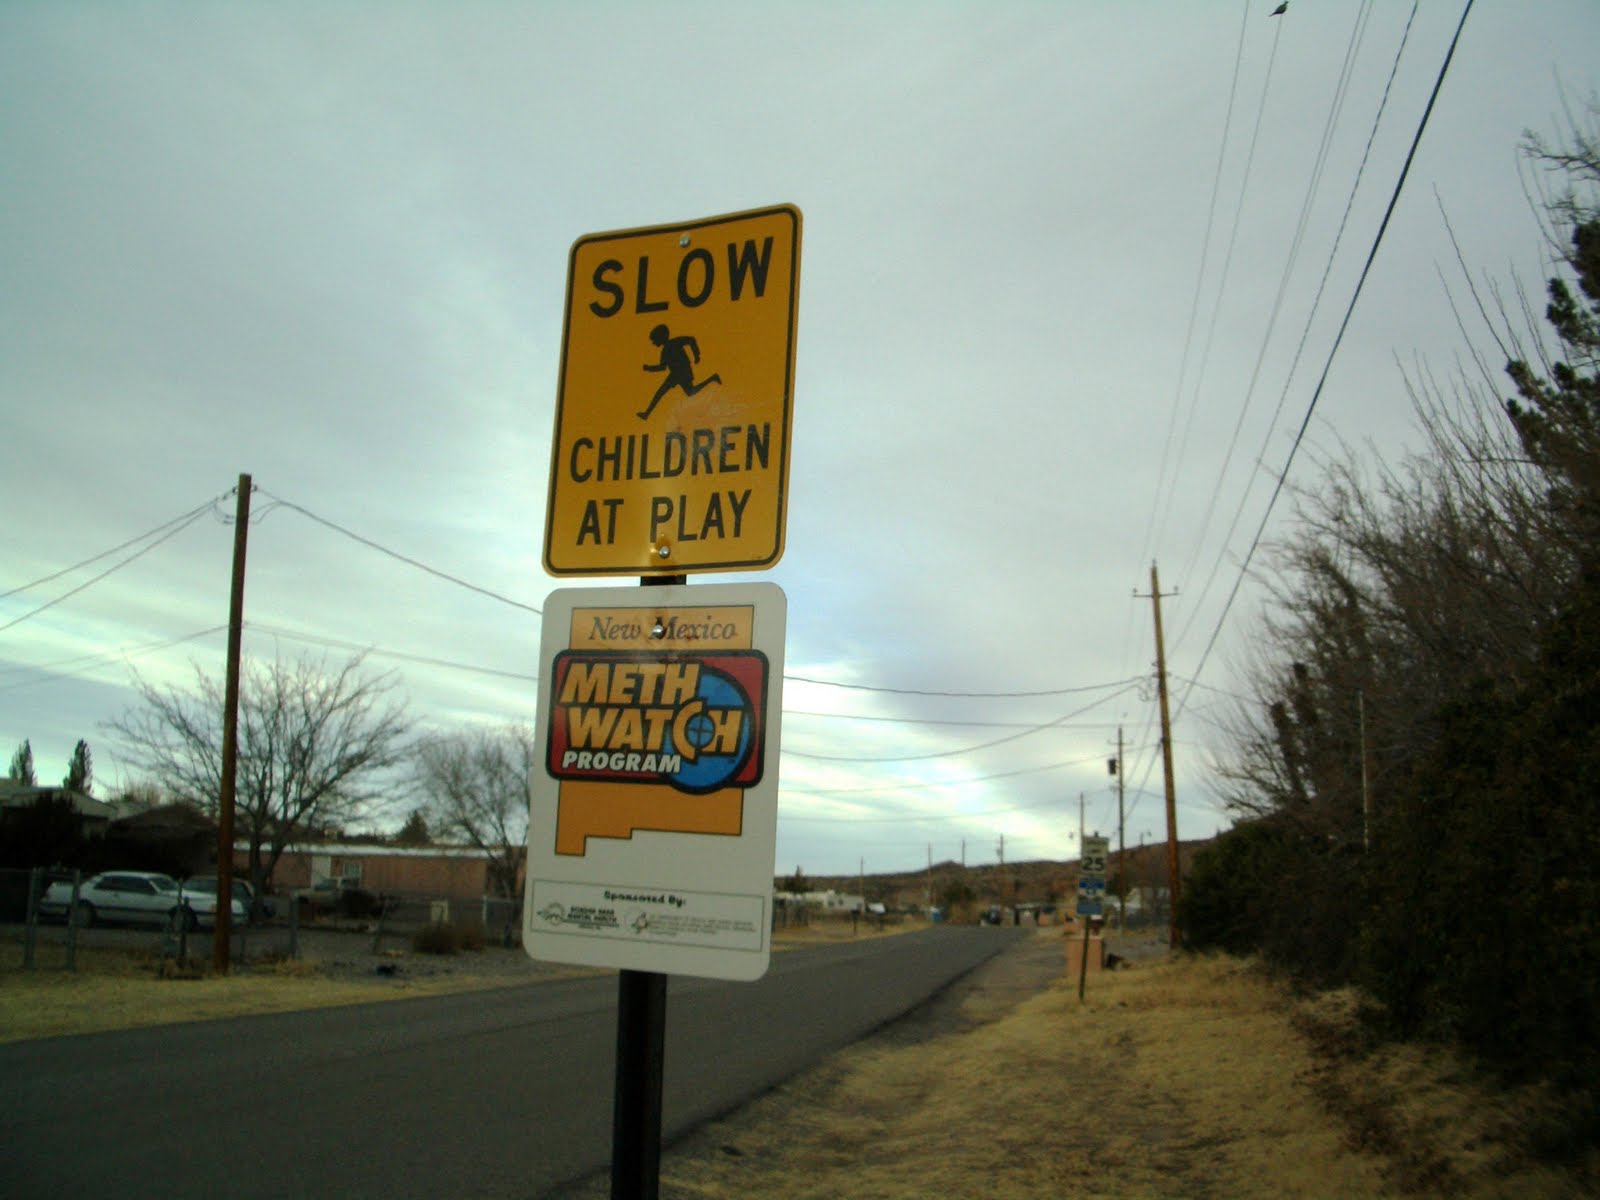 SLOW
CHILDREN
AT PLAY
New Mexico
METH
WATCH
PROGRAM
Sponsored By:
25